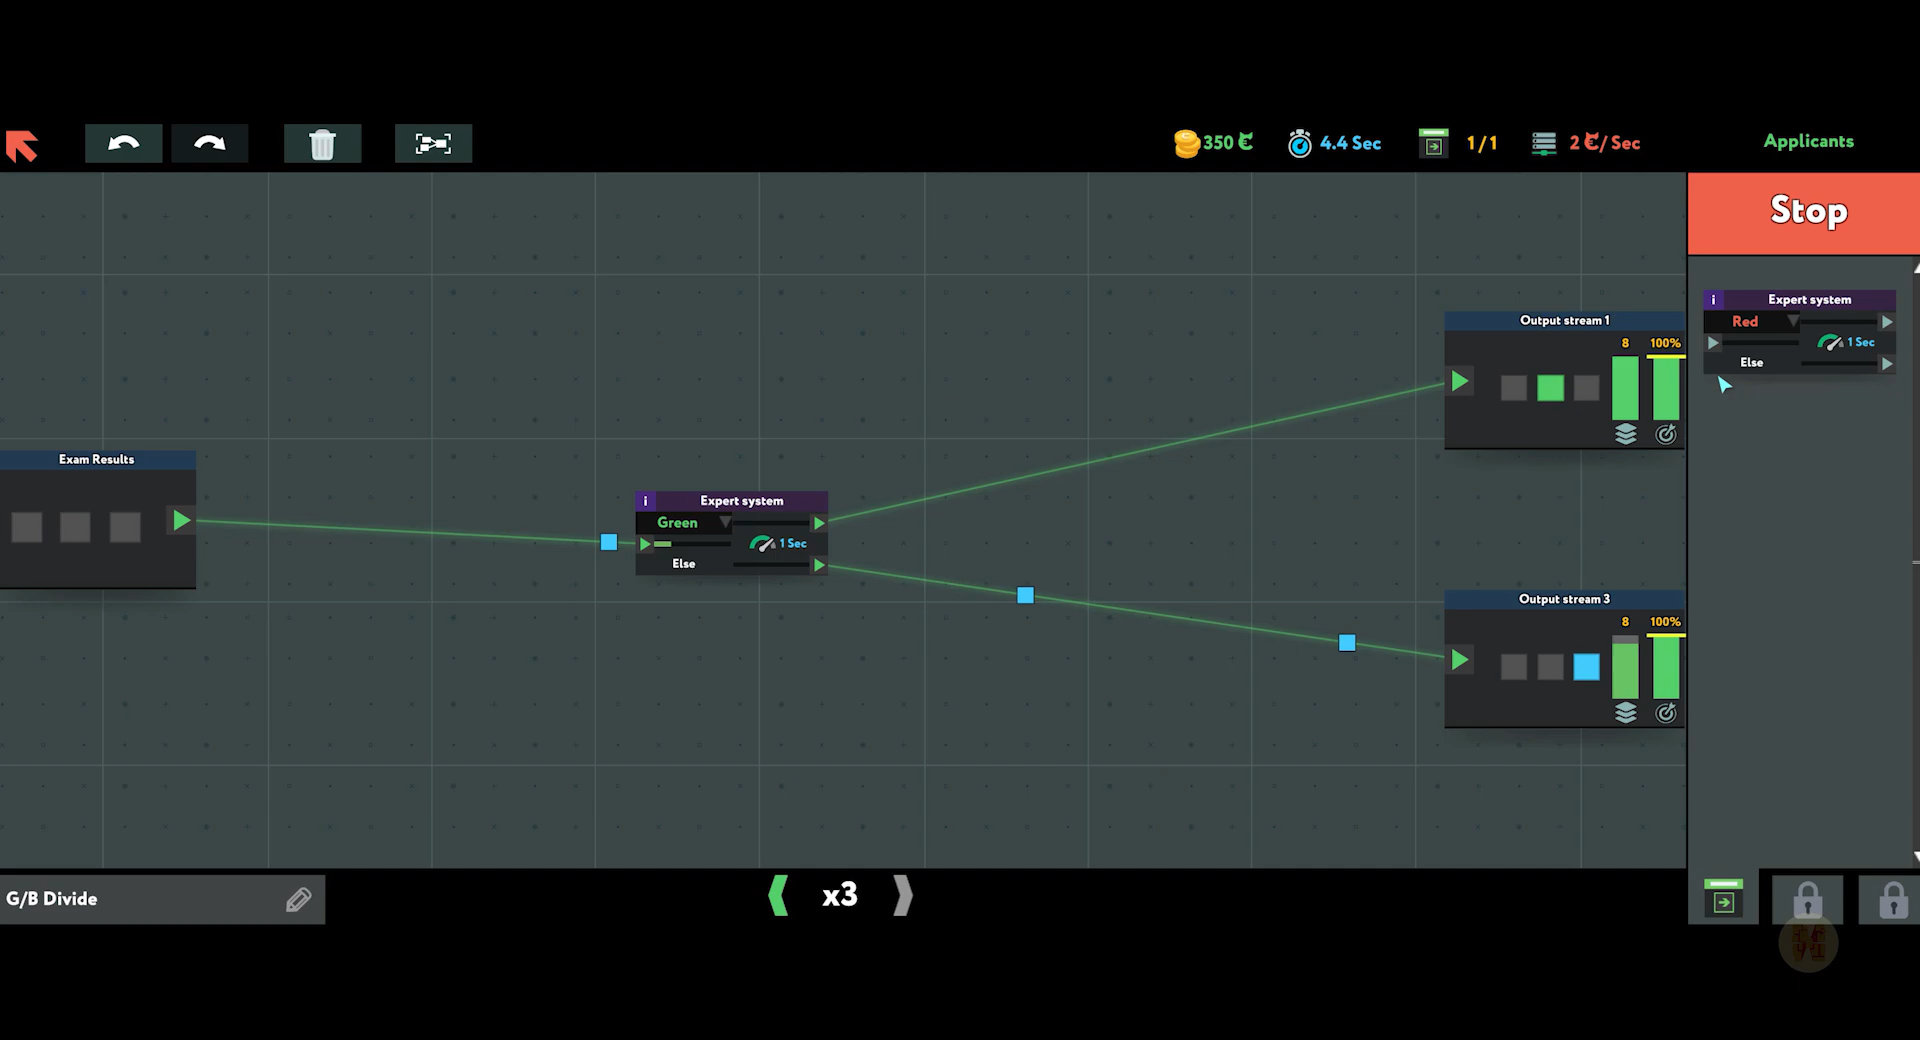 350 4.4 Sec 1/1 2 /Sec Applicants
Stop
i Expert system
Red
1 Sec
Else
Output stream 1
8 100%
Exam Results
i Expert system
Green
1 Sec
Else
Output stream 3
8 100%
G/B Divide
x3